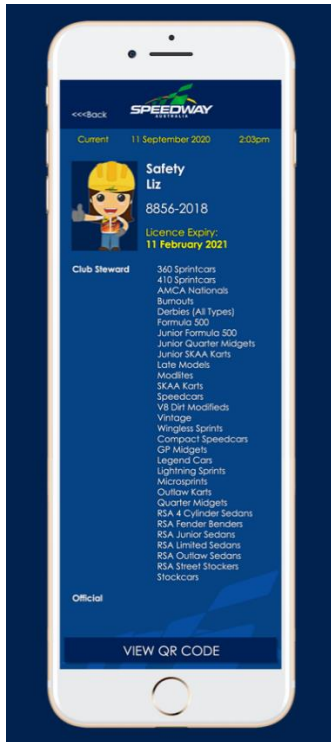 <<<Back
SPEEDWAY
AUSTRALIA
Current 11 September 2020 2:03pm
Safety
Liz
8856-2018
Licence Expiry:
11 February 2021
Club Steward 360 Sprintcars
410 Sprintcars
AMCA Nationals
Burnouts
Derbies (All Types)
Formula 500
Junior Formula 500
Junior Quarter Midgets
Junior SKAA Karts
Late Models
Modlites
SKAA Karts
Speedcars
V8 Dirt Modifieds
Vintage
Wingless Sprints
Compact Speedcars
GP Midgets
Legend Cars
Lightning Sprints
Microsprints
Outlaw Karts
Quarter Midgets
RSA 4 Cylinder Sedans
RSA Fender Benders
RSA Junior Sedans
RSA Limited Sedans
RSA Outlaw Sedans
RSA Street Stockers
Stockcars
Official
VIEW QR CODE